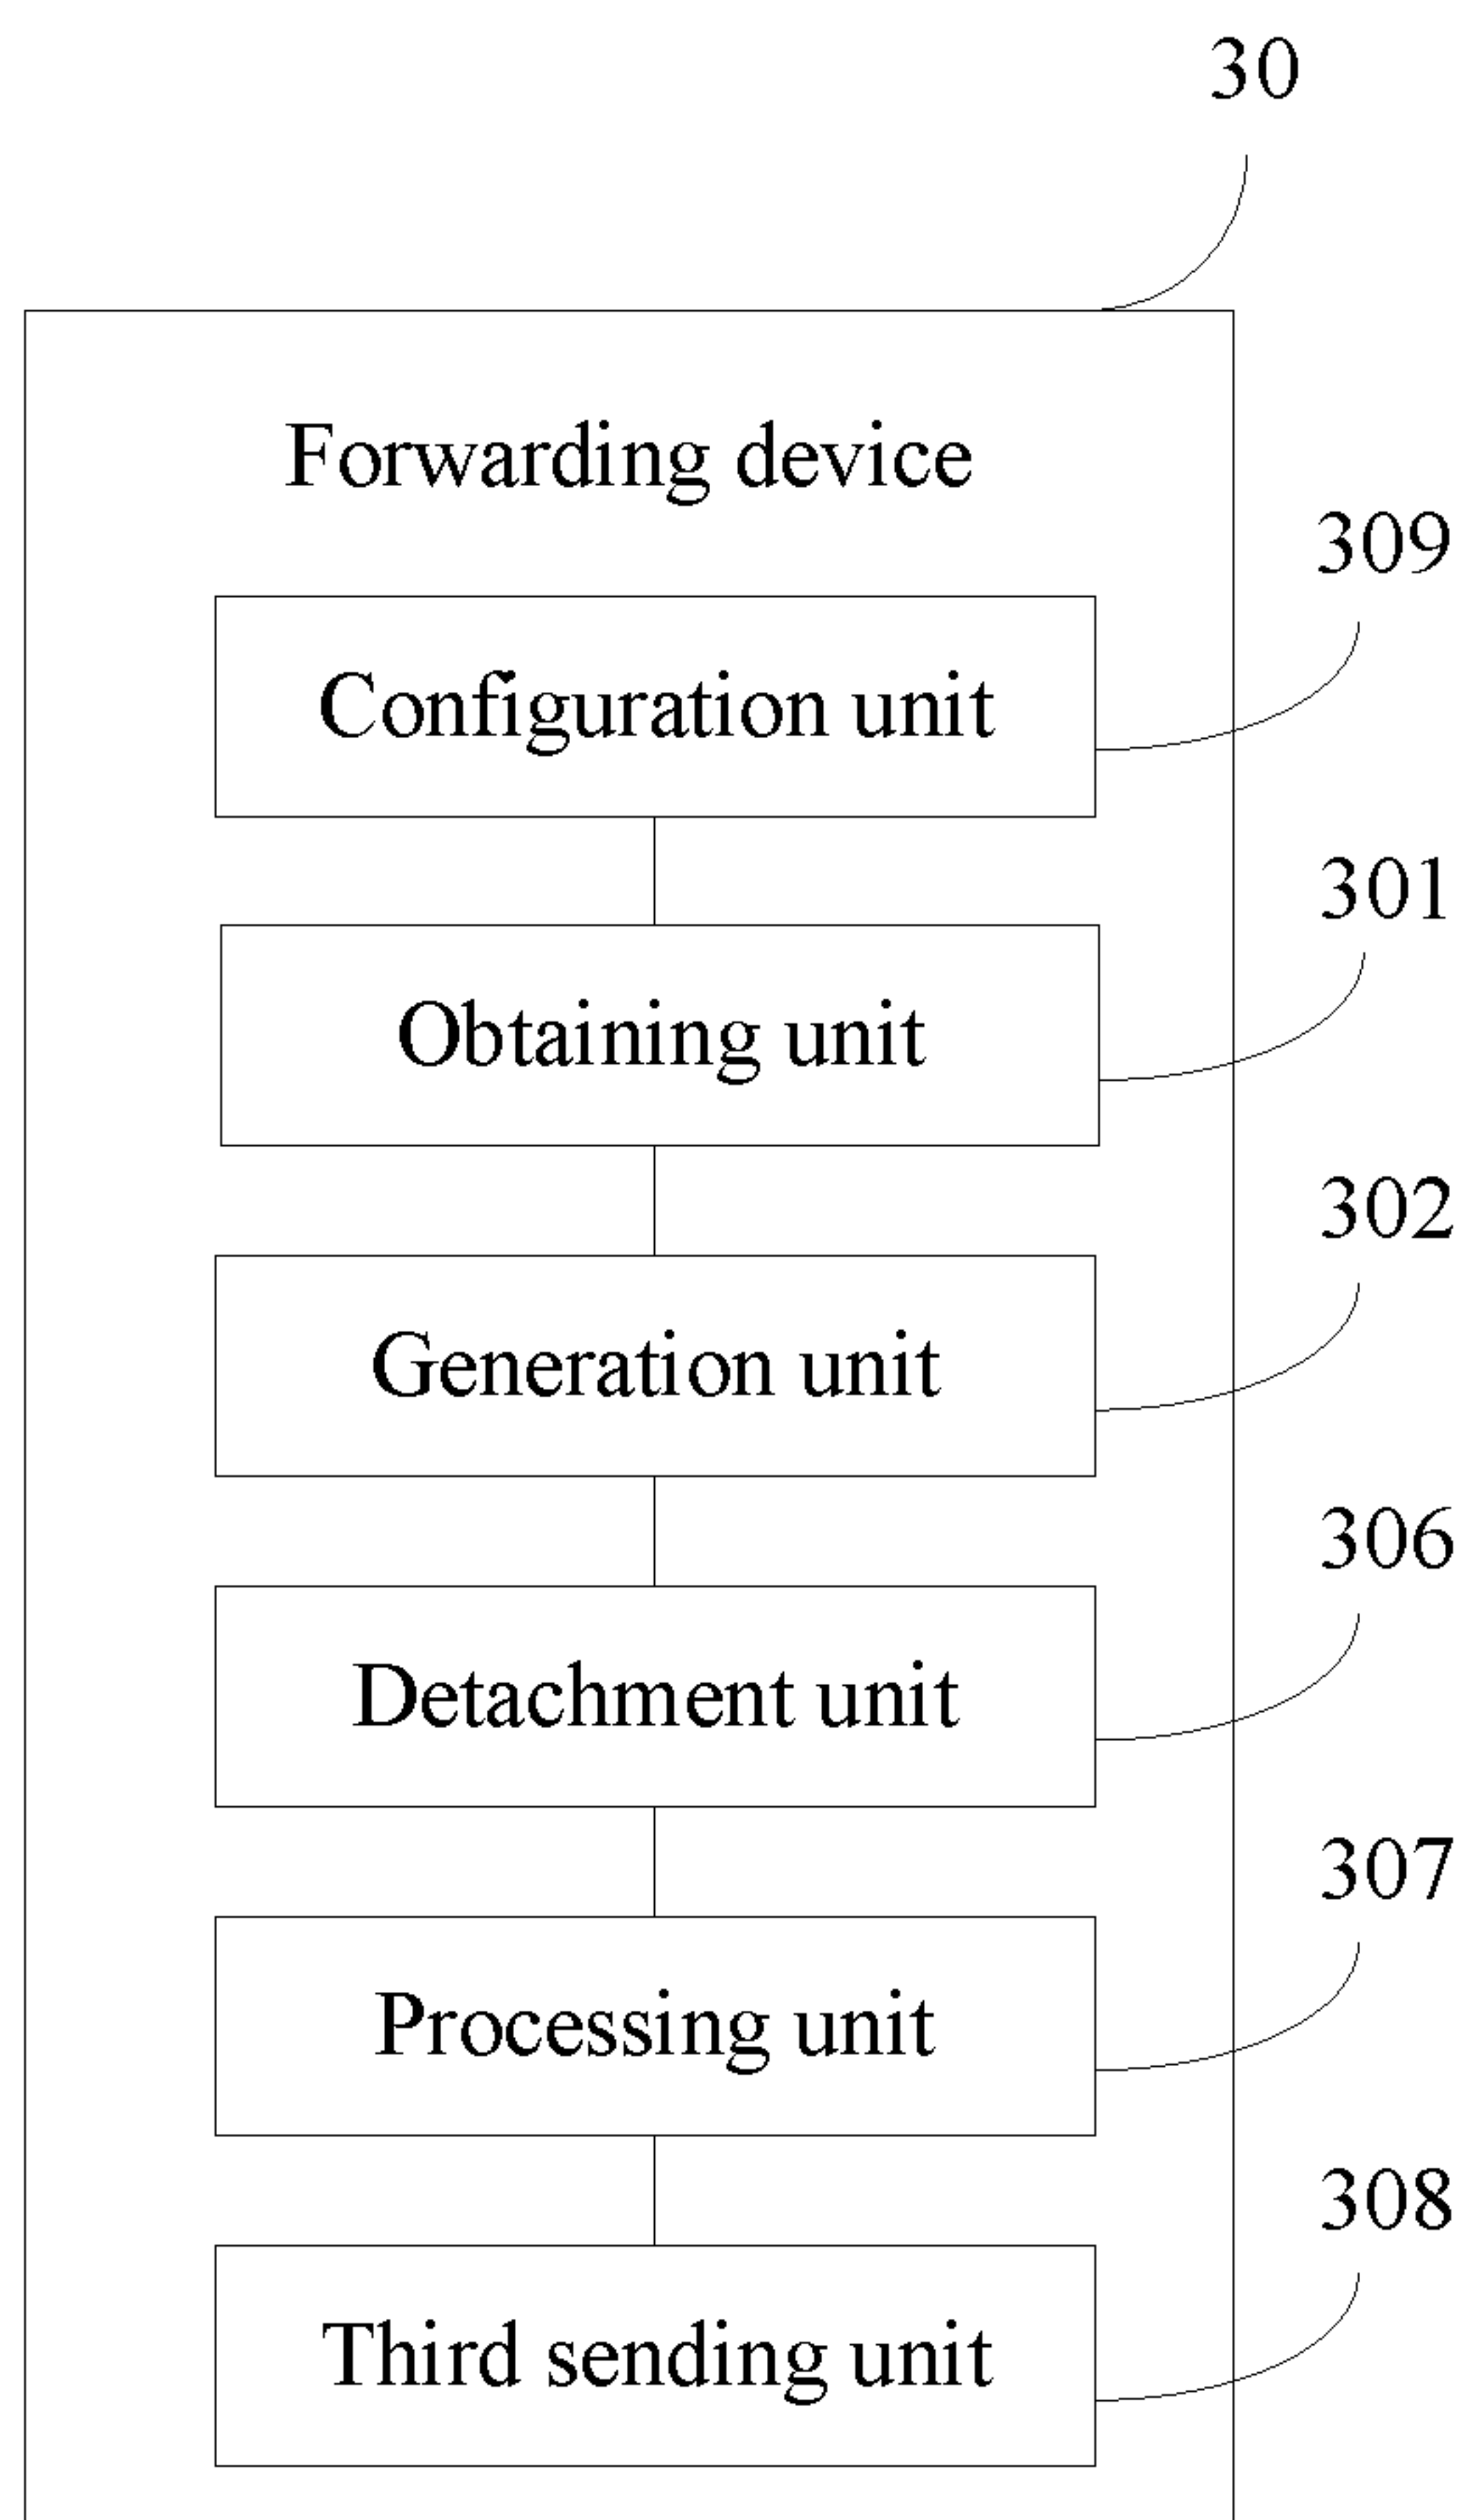 30
Forwarding device
309
Configuration unit
301
Obtaining unit
302
Generation unit
306
Detachment unit
307
Processing unit
308
Third sending unit